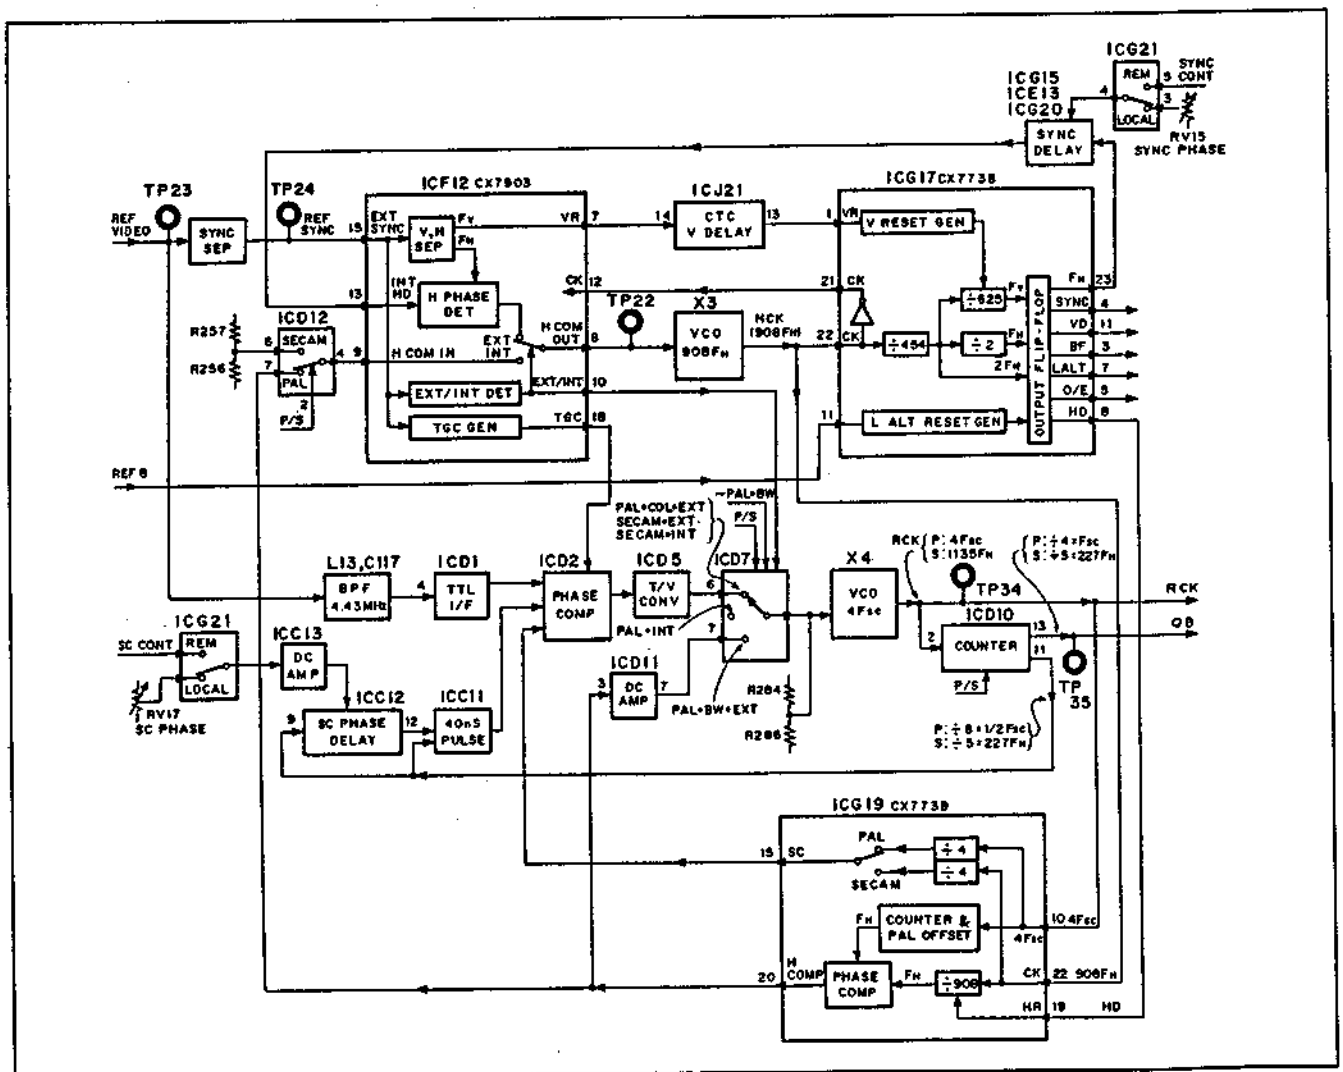 ICG21
REM
5
SYNC
CONT
4
3
LOCAL
RV15
SYNC PHASE
ICG15
ICE13
ICG20
SYNC
DELAY
TP23
REF
VIDEO
SYNC
SEP
TP24
REF
SYNC
ICF12 CX7903
15
EXT
SYNC
V,H
SEP
FV
FH
VR
7
13
INT
HD
H PHASE
DET
CK
12
EXT
INT
H COM
OUT
8
9
H COM IN
EXT/INT DET
EXT/INT
10
TGC GEN
TGC
18
ICJ21
14
CTC
V DELAY
13
ICG17 CX773B
1
VR
V RESET GEN
21
CK
22
CK
÷454
÷625
FV
÷2
FH
2FH
OUTPUT FLIP-FLOP
FH
23
SYNC
4
VD
11
BF
3
LALT
7
O/E
5
HD
8
11
L ALT RESET GEN
TP22
X3
VCO
908FH
HCK
(908FH)
R257
R256
ICD12
6
SECAM
4
7
PAL
2
P/S
REF B
L13,C117
BPF
4.43MHz
ICD1
4
TTL
I/F
ICD2
PHASE
COMP
ICD5
T/V
CONV
PAL•COL•EXT
SECAM•EXT
SECAM•INT
PAL•BW
P/S
ICD7
6
7
PAL•INT
PAL•BW•EXT
X4
VCO
4Fsc
RCK
P: 4Fsc
S: 1135FH
P: ÷4=Fsc
S: ÷5=227FH
TP34
ICD10
2
COUNTER
13
11
P/S
RCK
QB
TP
35
P: ÷8=1/2Fsc
S: ÷5=227FH
ICG21
SC CONT
REM
LOCAL
RV17
SC PHASE
ICC13
DC
AMP
ICC12
9
SC PHASE
DELAY
12
ICC11
40nS
PULSE
ICD11
3
DC
AMP
7
R284
R286
ICG19 CX773B
15
SC
PAL
SECAM
÷4
÷4
FH
COUNTER &
PAL OFFSET
4Fsc
10 4Fsc
20
H
COMP
PHASE
COMP
FH
÷908
CK
22 908FH
HR
19
HD